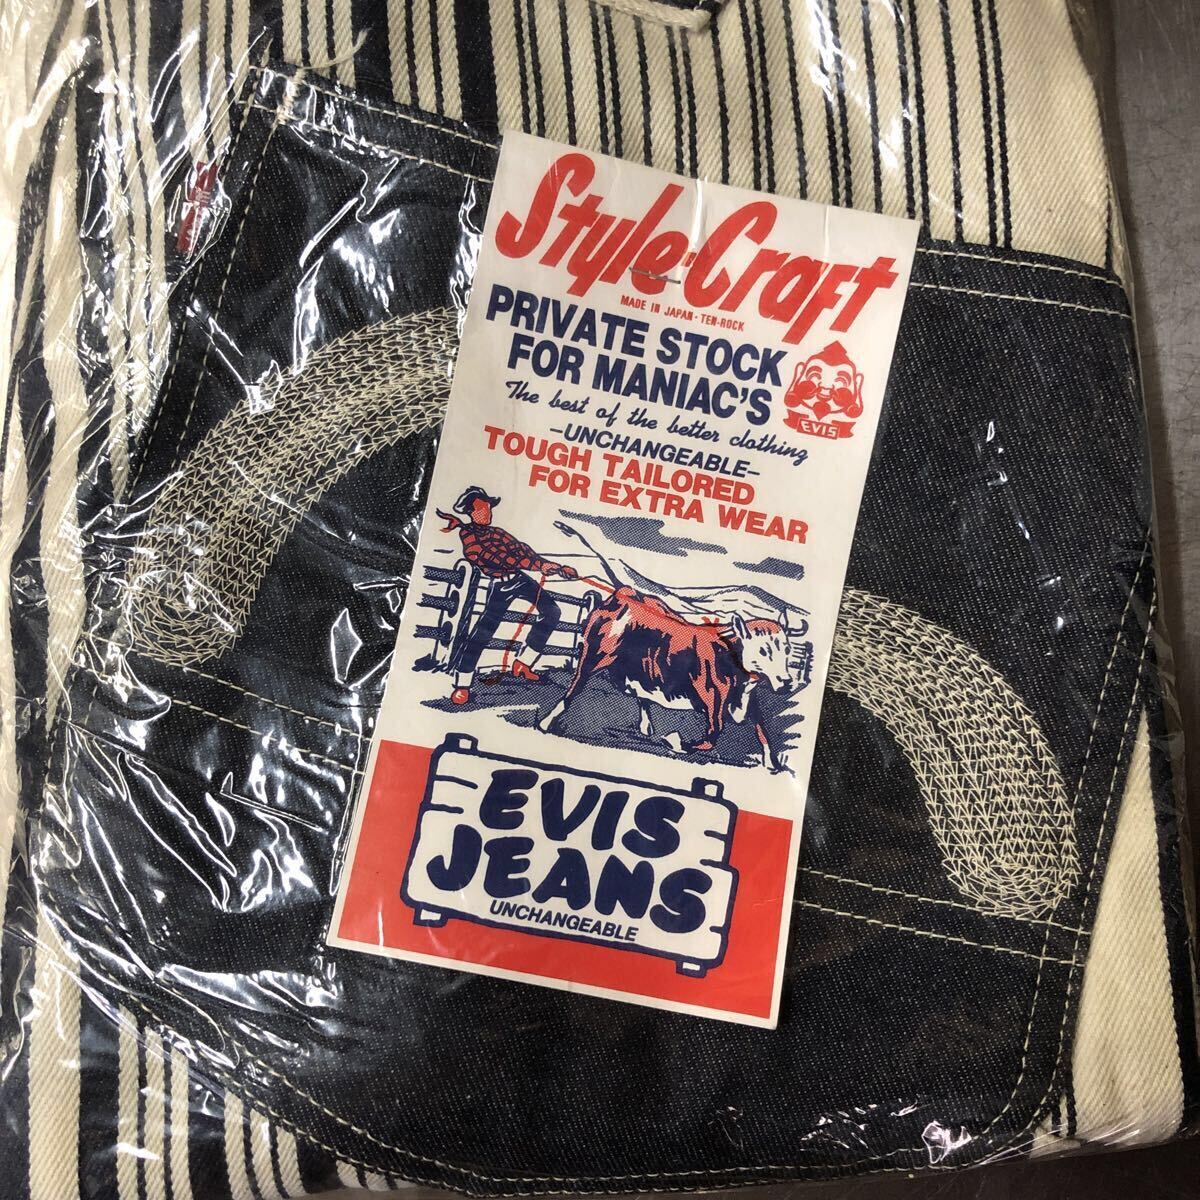 Style-Craft
MADE IN JAPAN · TEN-ROCK
PRIVATE STOCK
FOR MANIAC'S
The best of the better clothing
-UNCHANGEABLE-
TOUGH TAILORED
FOR EXTRA WEAR
EVIS
EVIS
JEANS
UNCHANGEABLE